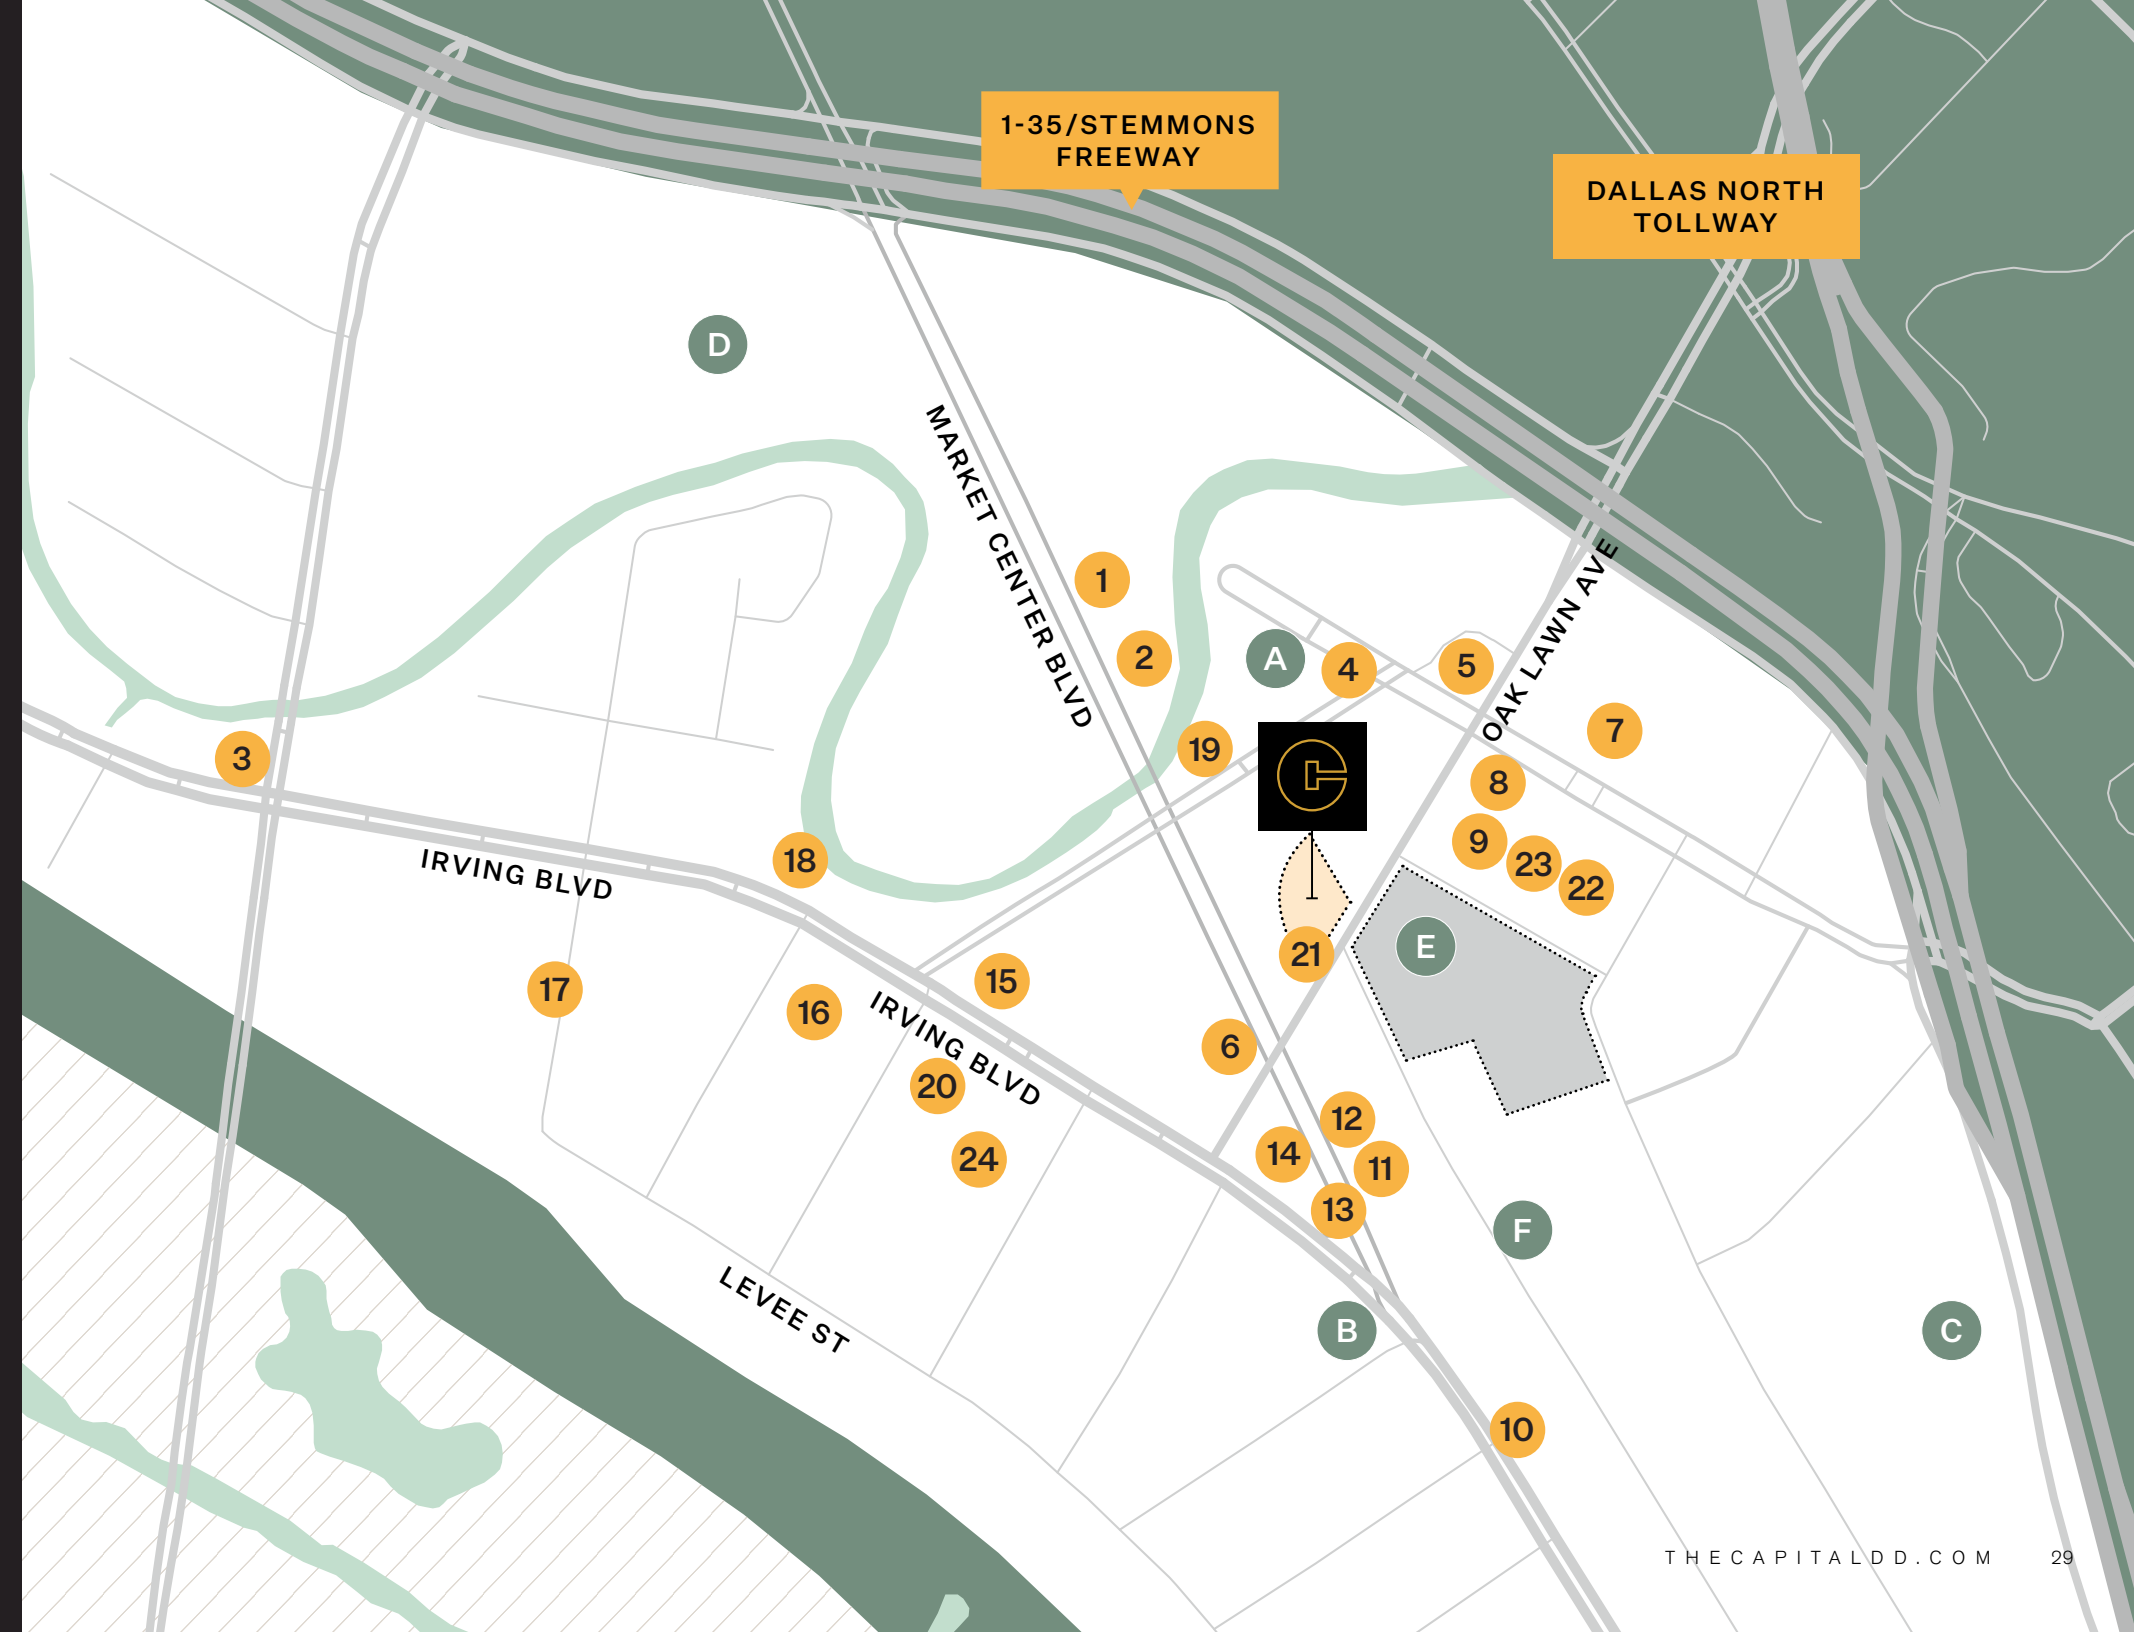 1-35/STEMMONS
FREEWAY
DALLAS NORTH
TOLLWAY
D
MARKET CENTER BLVD
OAK LAWN AVE
1
2
A
4
5
7
19
3
8
9
23
22
18
IRVING BLVD
E
21
17
16
15
IRVING BLVD
6
20
12
24
14
11
13
F
LEVEE ST
B
C
10
THECAPITALDD.COM 29